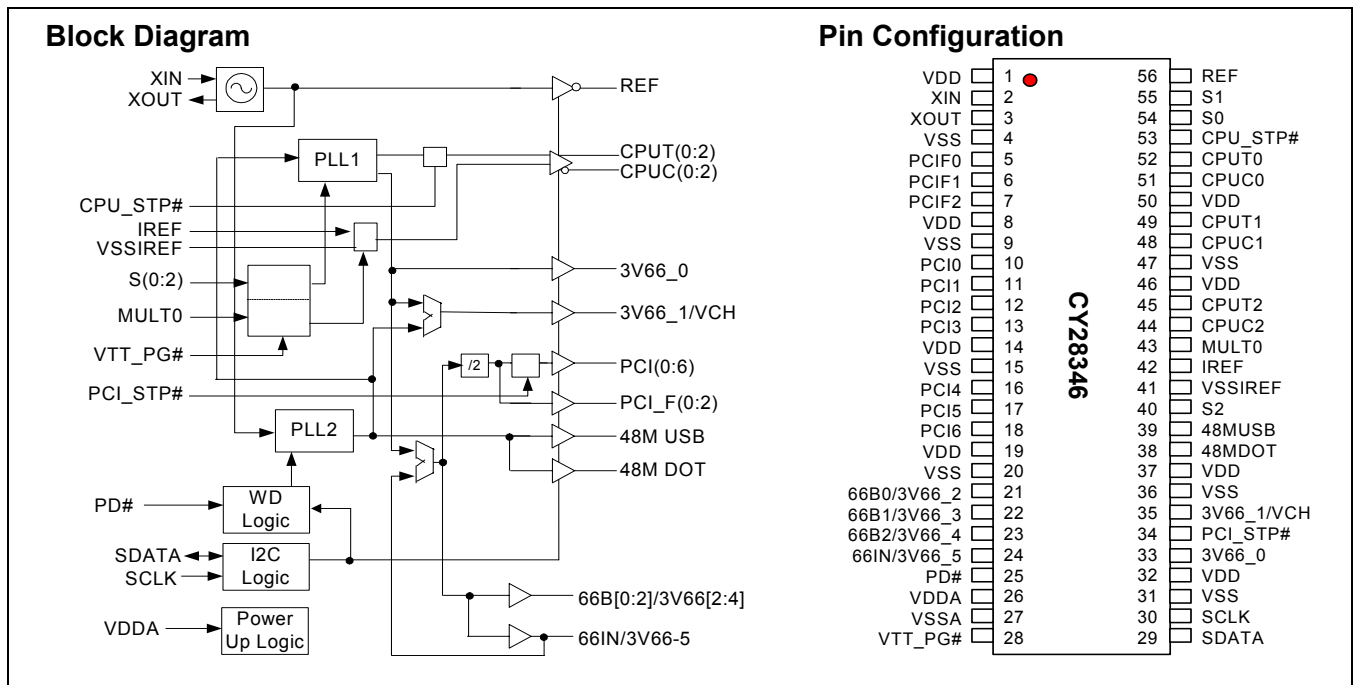 Block Diagram
XIN
XOUT
REF
PLL1
CPUT(0:2)
CPUC(0:2)
CPU_STP#
IREF
VSSIREF
S(0:2)
3V66_0
MULT0
3V66_1/VCH
VTT_PG#
/2
PCI(0:6)
PCI_STP#
PCI_F(0:2)
PLL2
48M USB
48M DOT
PD#
WD
Logic
SDATA
SCLK
I2C
Logic
66B[0:2]/3V66[2:4]
VDDA
Power
Up Logic
66IN/3V66-5
Pin Configuration
VDD 1 56 REF
XIN 2 55 S1
XOUT 3 54 S0
VSS 4 53 CPU_STP#
PCIF0 5 52 CPUT0
PCIF1 6 51 CPUC0
PCIF2 7 50 VDD
VDD 8 49 CPUT1
VSS 9 48 CPUC1
PCI0 10 47 VSS
PCI1 11 46 VDD
PCI2 12 45 CPUT2
PCI3 13 44 CPUC2
VDD 14 43 MULT0
VSS 15 42 IREF
PCI4 16 41 VSSIREF
PCI5 17 40 S2
PCI6 18 39 48MUSB
VDD 19 38 48MDOT
VSS 20 37 VDD
66B0/3V66_2 21 36 VSS
66B1/3V66_3 22 35 3V66_1/VCH
66B2/3V66_4 23 34 PCI_STP#
66IN/3V66_5 24 33 3V66_0
PD# 25 32 VDD
VDDA 26 31 VSS
VSSA 27 30 SCLK
VTT_PG# 28 29 SDATA
CY28346